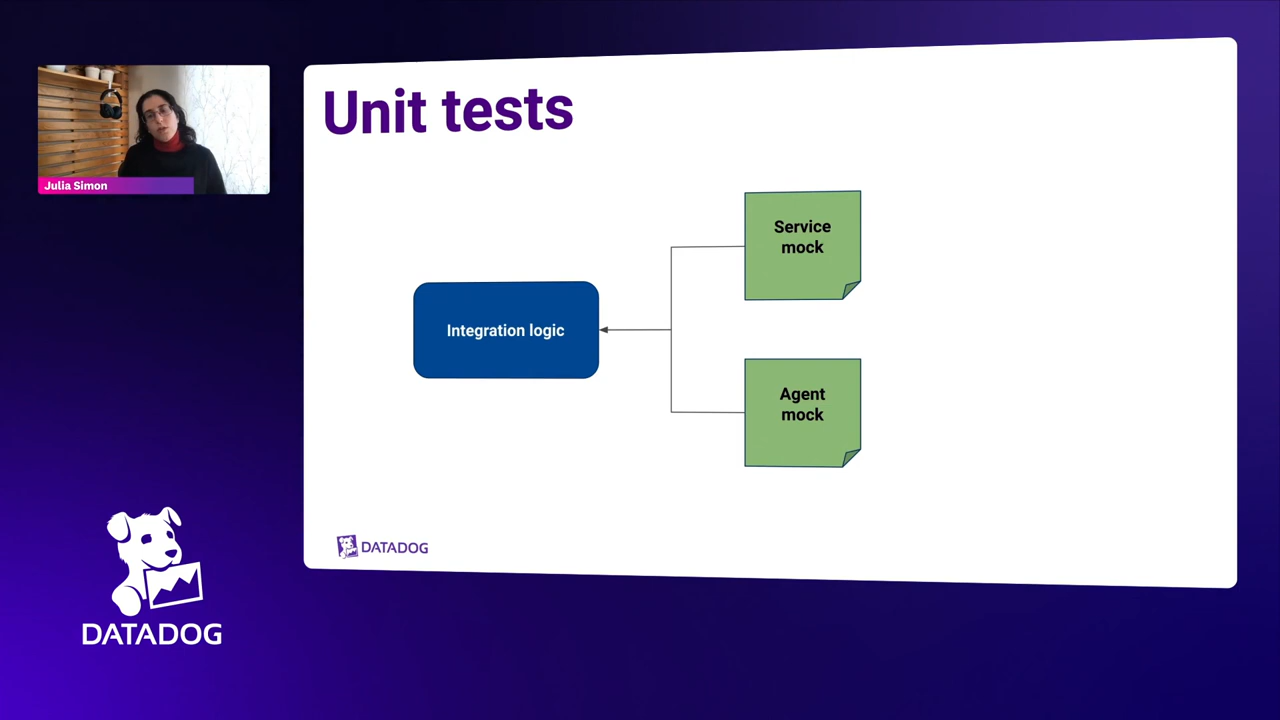 Unit tests
Julia Simon
Service
mock
Integration logic
Agent
mock
DATADOG
DATADOG